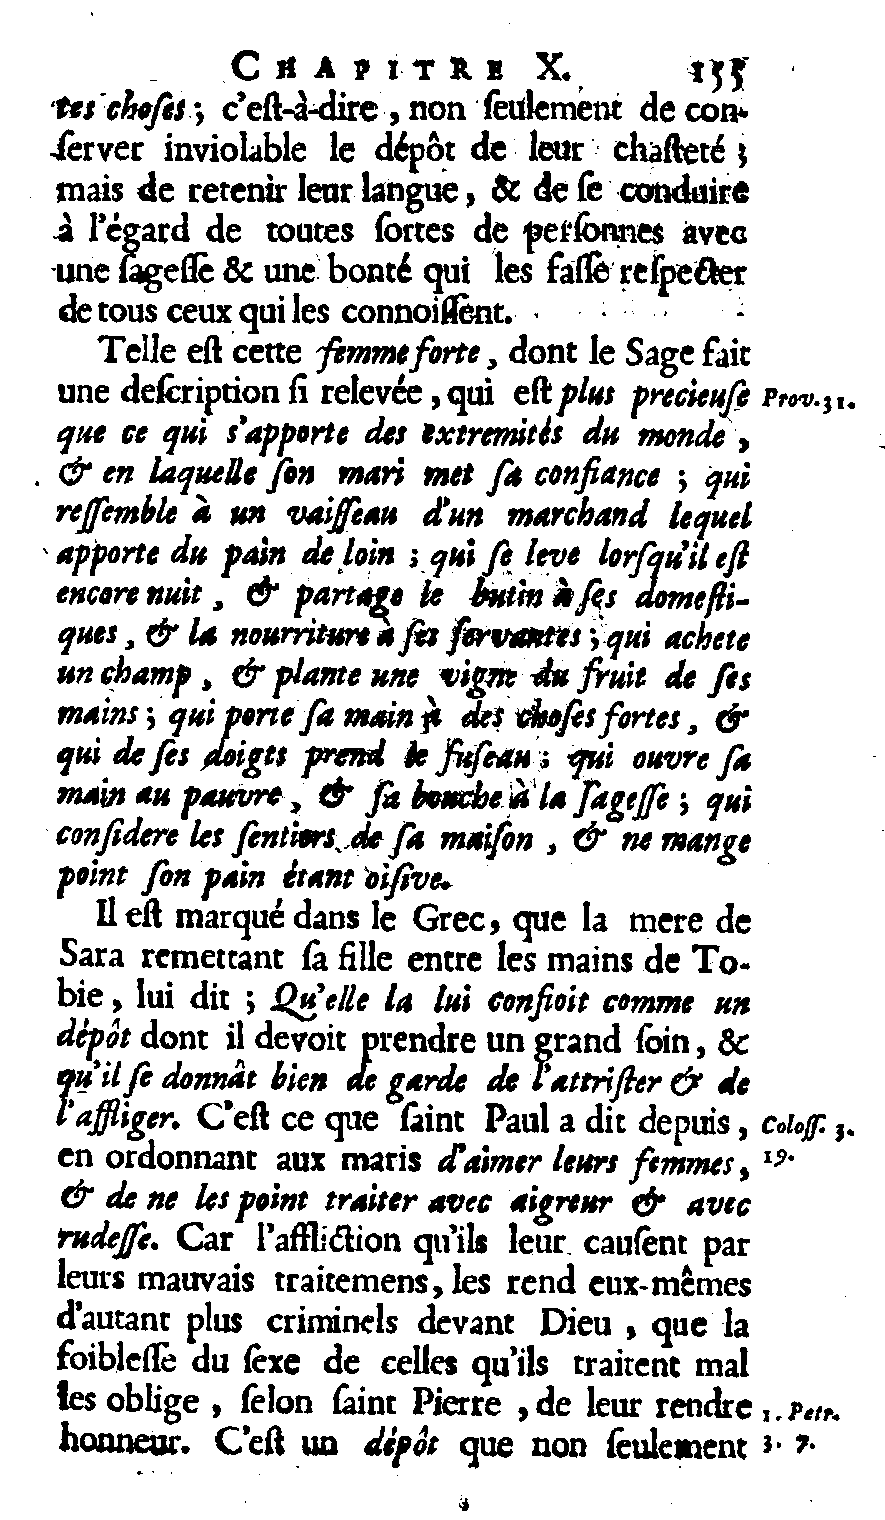 CHAPITRE X. 155
tes choſes ; c'eſt-à-dire , non ſeulement de con-
ſerver inviolable le dépôt de leur chaſteté ;
mais de retenir leur langue , & de ſe conduire
à l'égard de toutes ſortes de perſonnes avec
une ſageſſe & une bonté qui les faſſe reſpecter
de tous ceux qui les connoiſſent.
Telle eſt cette femme forte , dont le Sage fait
une deſcription ſi relevée , qui eſt plus precieuſe Prov. 31.
que ce qui s'apporte des extremités du monde ,
& en laquelle ſon mari met ſa confiance ; qui
reſſemble à un vaiſſeau d'un marchand lequel
apporte du pain de loin ; qui ſe leve lorſqu'il eſt
encore nuit , & partage le butin à ſes domeſti-
ques , & la nourriture à ſes ſervantes ; qui achete
un champ , & plante une vigne du fruit de ſes
mains ; qui porte ſa main à des choſes fortes , &
qui de ſes doigts prend le fuſeau ; qui ouvre ſa
main au pauvre , & ſa bouche à la ſageſſe ; qui
conſidere les ſentiers de ſa maiſon , & ne mange
point ſon pain étant oiſive.
Il eſt marqué dans le Grec, que la mere de
Sara remettant ſa fille entre les mains de To-
bie , lui dit ; Qu'elle la lui confioit comme un
dépôt dont il devoit prendre un grand ſoin , &
qu'il ſe donnât bien de garde de l'attriſter & de
l'affliger. C'eſt ce que ſaint Paul a dit depuis , Coloſſ. 3.
en ordonnant aux maris d'aimer leurs femmes , 19.
& de ne les point traiter avec aigreur & avec
rudeſſe. Car l'affliction qu'ils leur cauſent par
leurs mauvais traitemens , les rend eux-mêmes
d'autant plus criminels devant Dieu , que la
foibleſſe du ſexe de celles qu'ils traitent mal
les oblige , ſelon ſaint Pierre , de leur rendre 1. Petr.
honneur. C'eſt un dépôt que non ſeulement 3. 7.